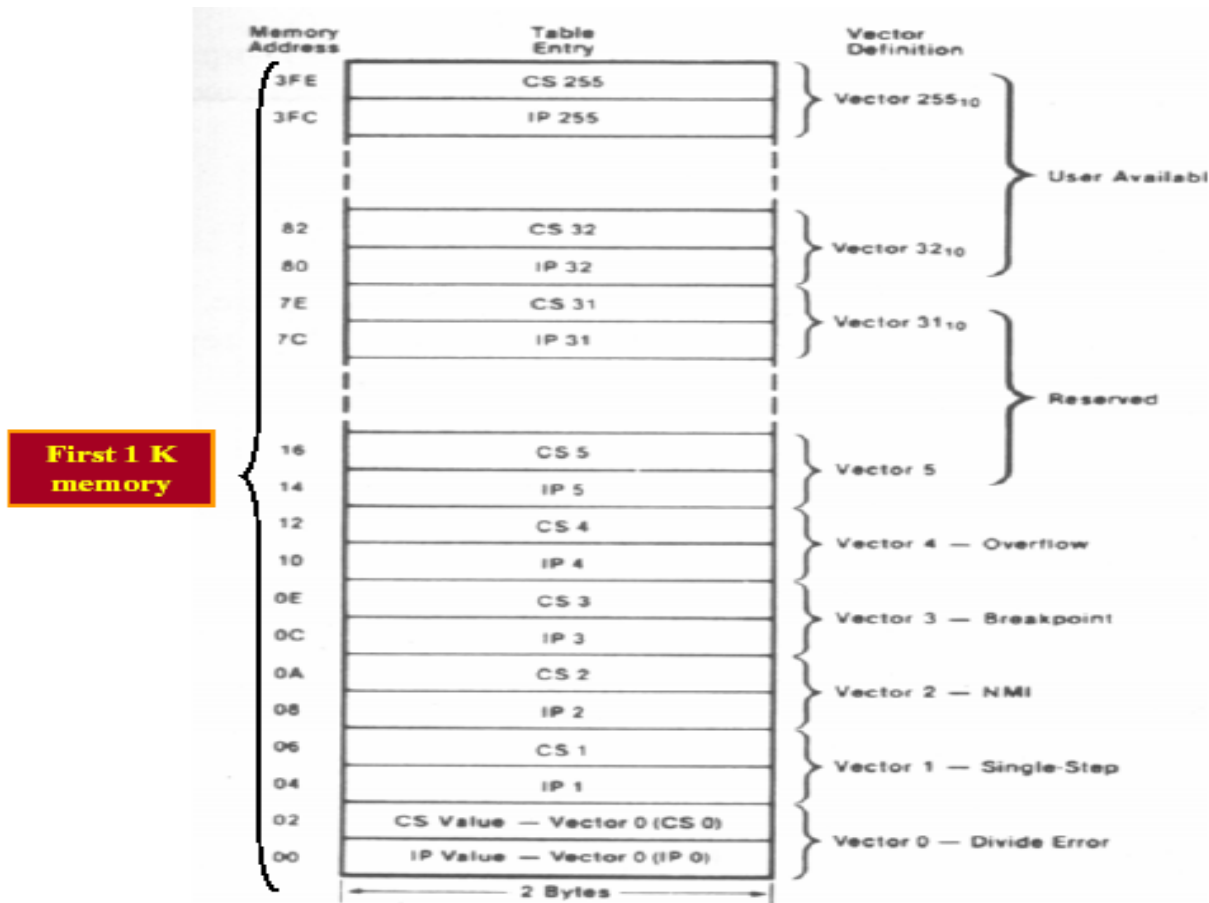 Memory Address
Table Entry
Vector Definition
3FE
CS 255
3FC
IP 255
Vector 255₁₀
User Availabl
82
CS 32
80
IP 32
Vector 32₁₀
7E
CS 31
7C
IP 31
Vector 31₁₀
Reserved
First 1 K
memory
16
CS 5
14
IP 5
Vector 5
12
CS 4
10
IP 4
Vector 4 — Overflow
0E
CS 3
0C
IP 3
Vector 3 — Breakpoint
0A
CS 2
08
IP 2
Vector 2 — NMI
06
CS 1
04
IP 1
Vector 1 — Single-Step
02
CS Value — Vector 0 (CS 0)
00
IP Value — Vector 0 (IP 0)
Vector 0 — Divide Error
2 Bytes